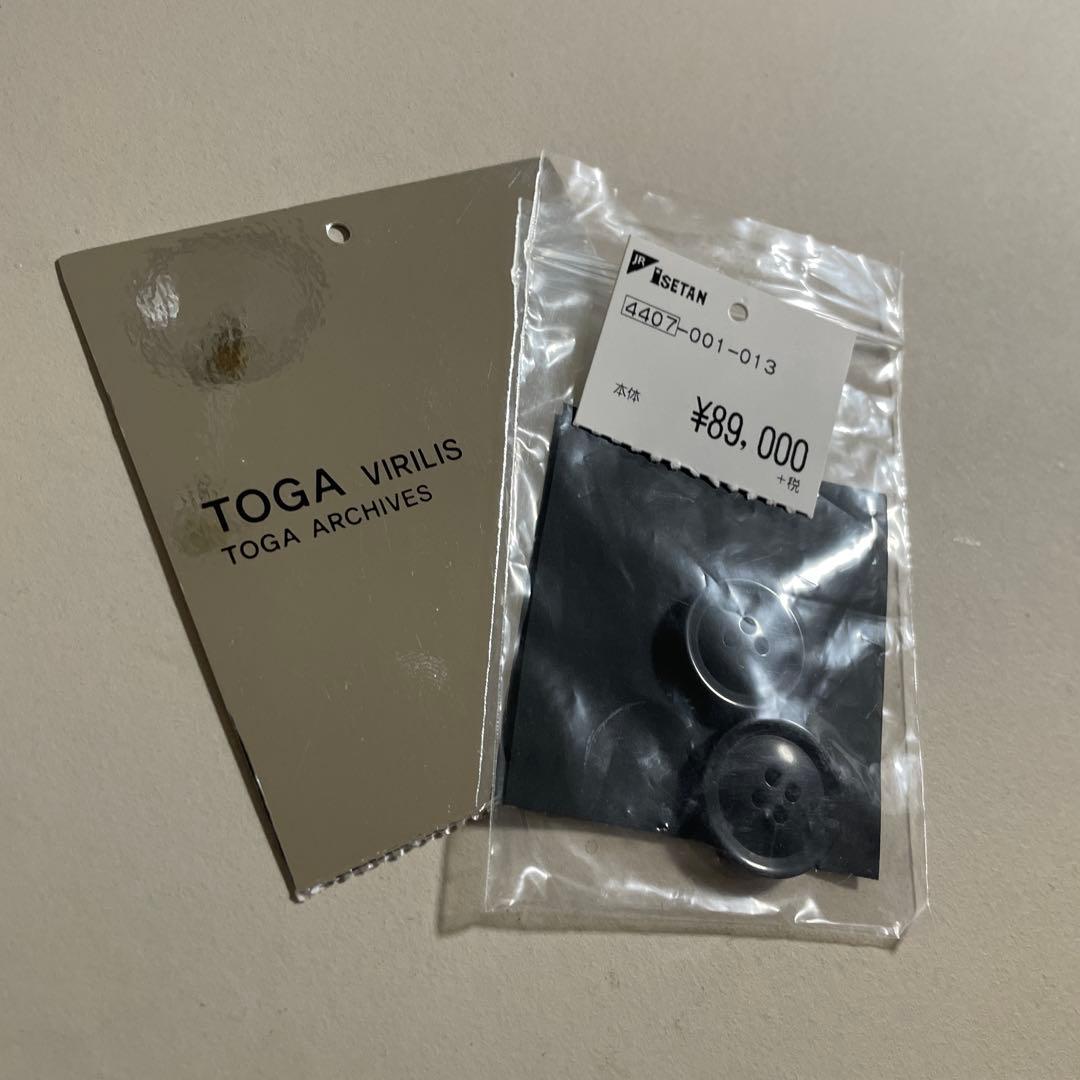 TOGA VIRILIS
TOGA ARCHIVES
JR ISETAN
4407-001-013
本体
¥89,000
+税